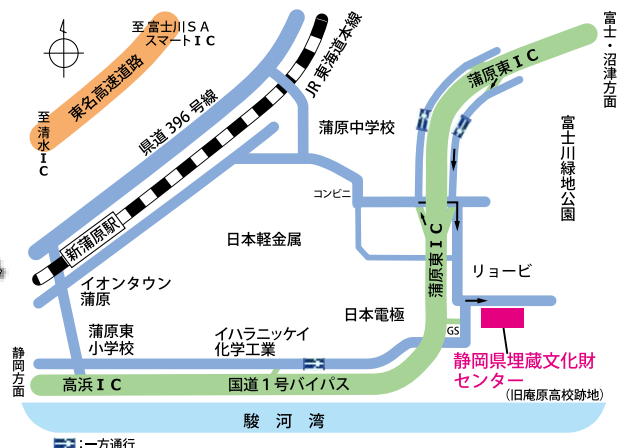 至富士川ＳＡ
スマートＩＣ
東名高速道路
至清水ＩＣ
県道396号線
JR東海道本線
蒲原東ＩＣ
富士・沼津方面
蒲原中学校
富士川緑地公園
コンビニ
新蒲原駅
日本軽金属
蒲原東ＩＣ
リョービ
イオンタウン
蒲原
日本電極
蒲原東
小学校
イハラニッケイ
化学工業
GS
静岡方面
静岡県埋蔵文化財
センター
（旧庵原高校跡地）
高浜ＩＣ
国道１号バイパス
駿河湾
：一方通行